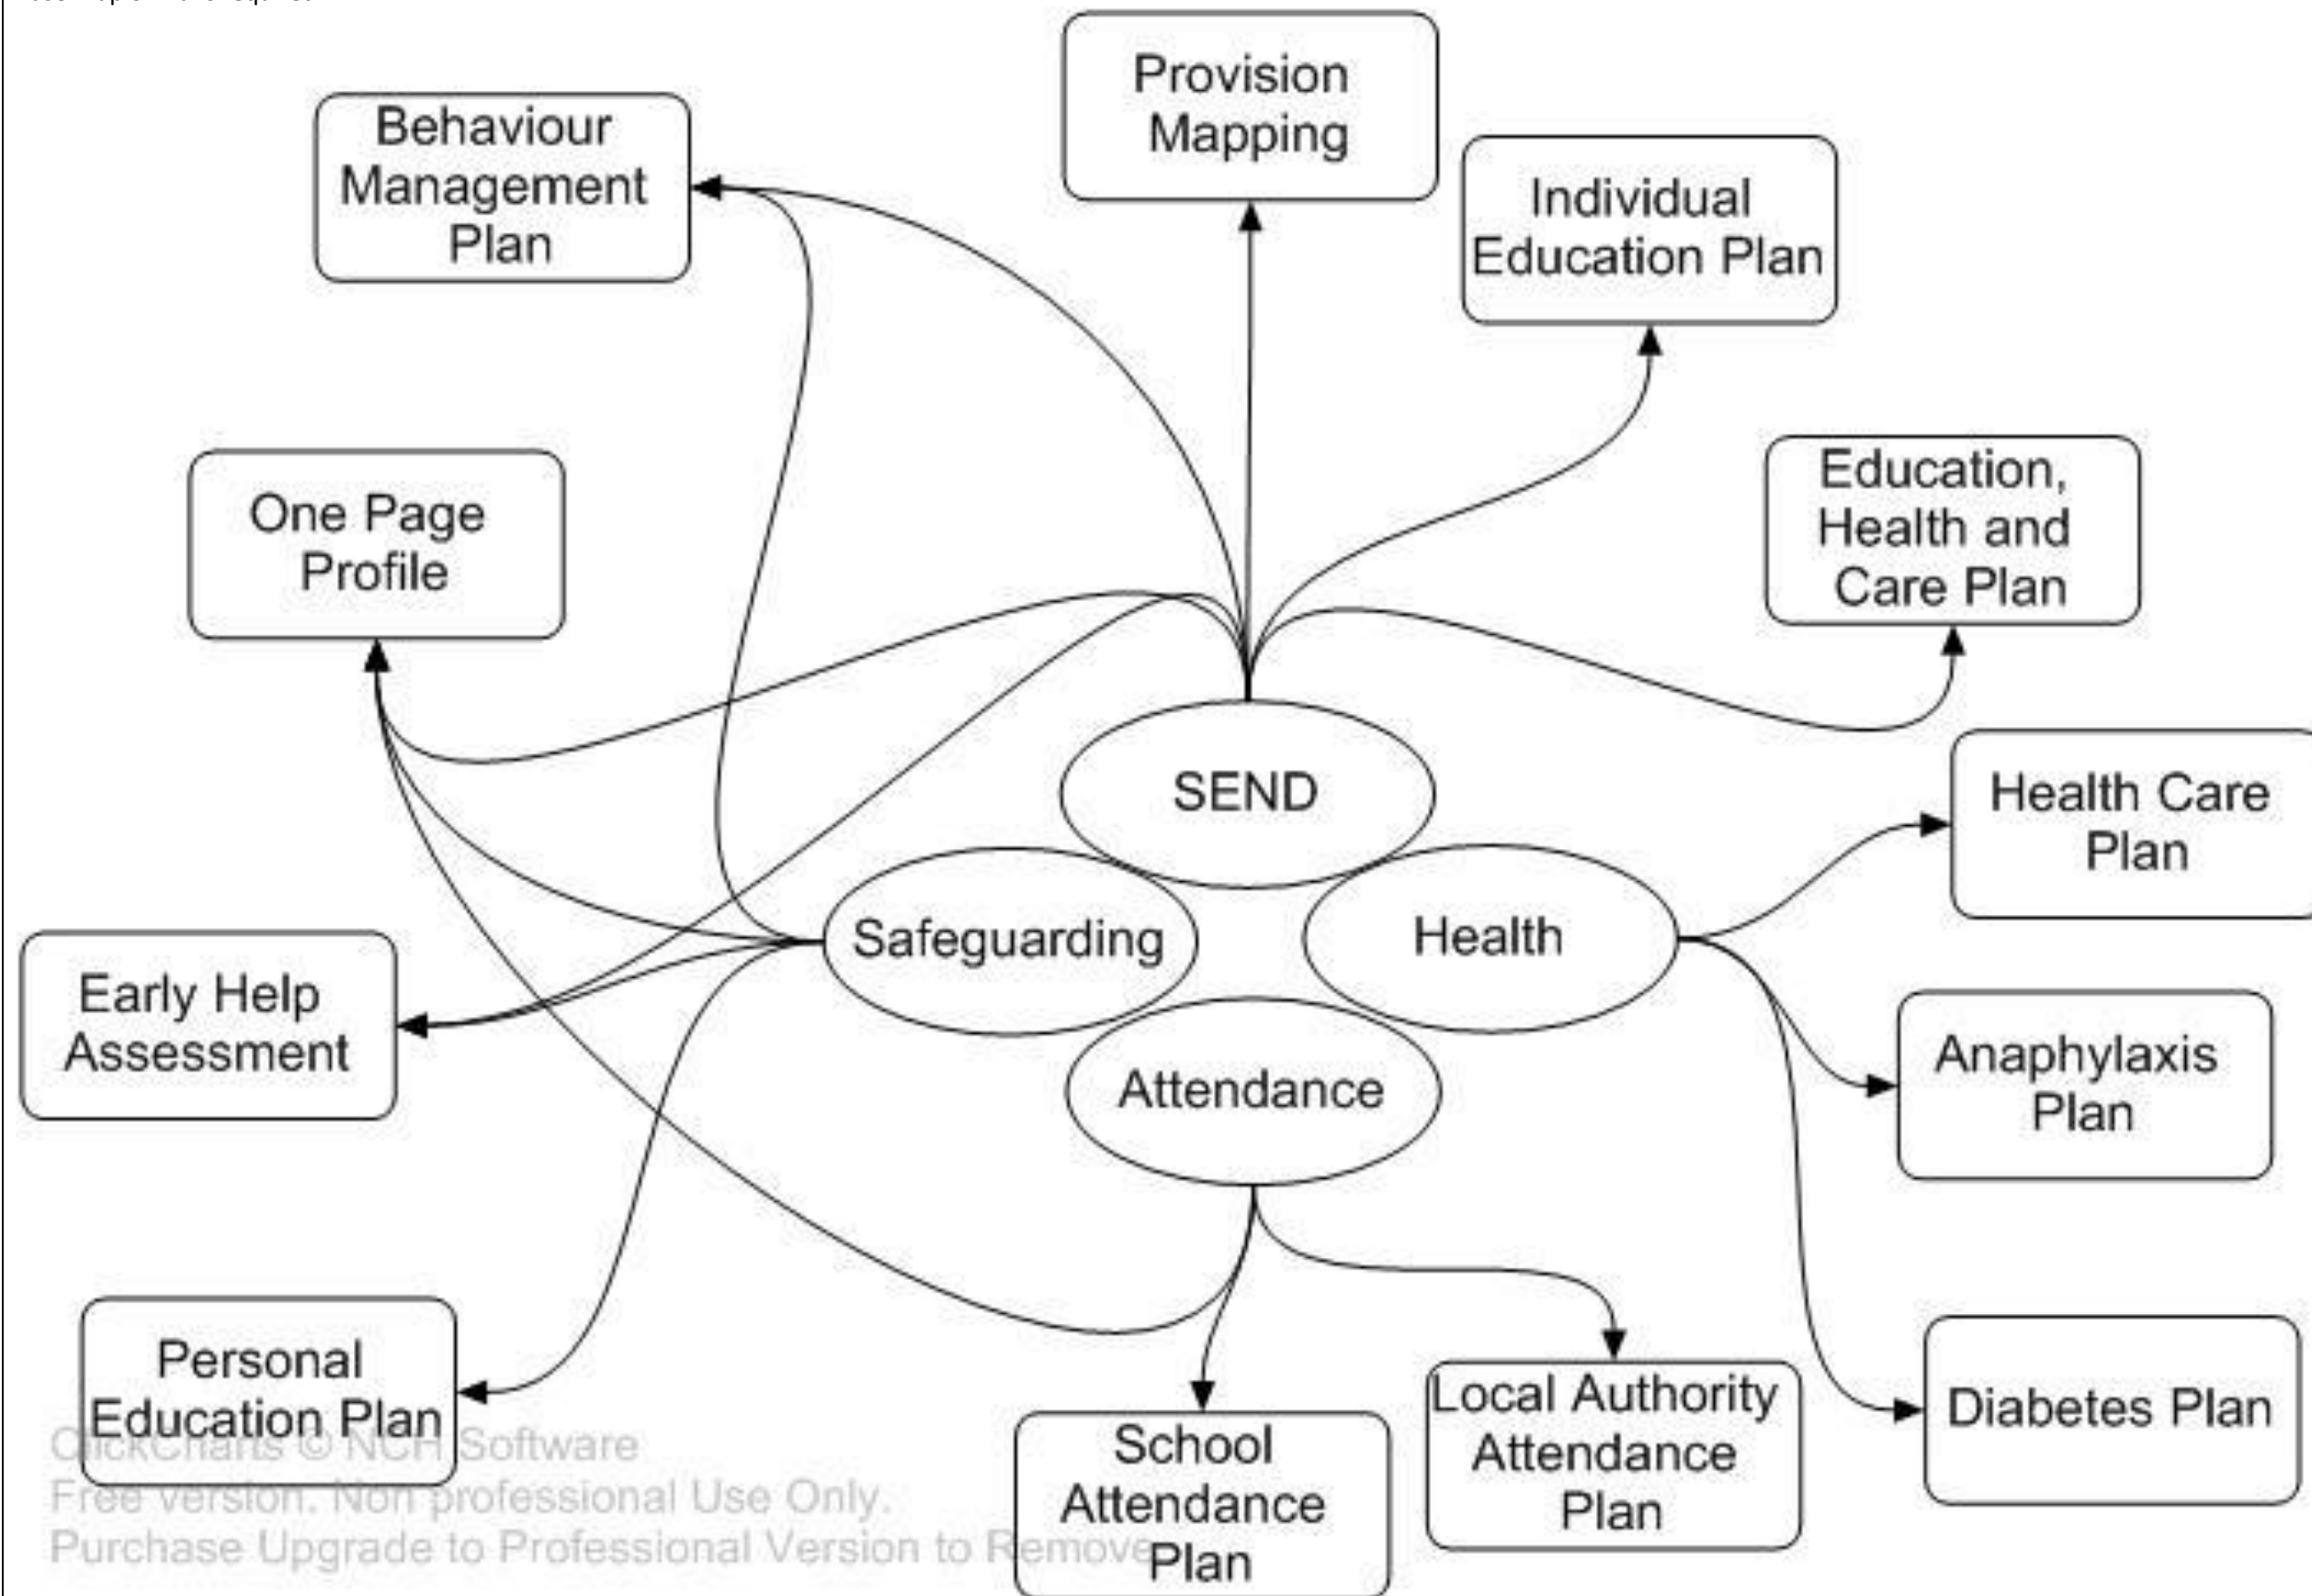 Provision
Mapping
Behaviour
Management
Plan
Individual
Education Plan
Education,
Health and
Care Plan
One Page
Profile
SEND
Health Care
Plan
Safeguarding
Health
Early Help
Assessment
Anaphylaxis
Plan
Attendance
Personal
Education Plan
Local Authority
Attendance
Plan
Diabetes Plan
School
Attendance
Plan
ClickCharts © NCH Software
Free version. Non professional Use Only.
Purchase Upgrade to Professional Version to Remove